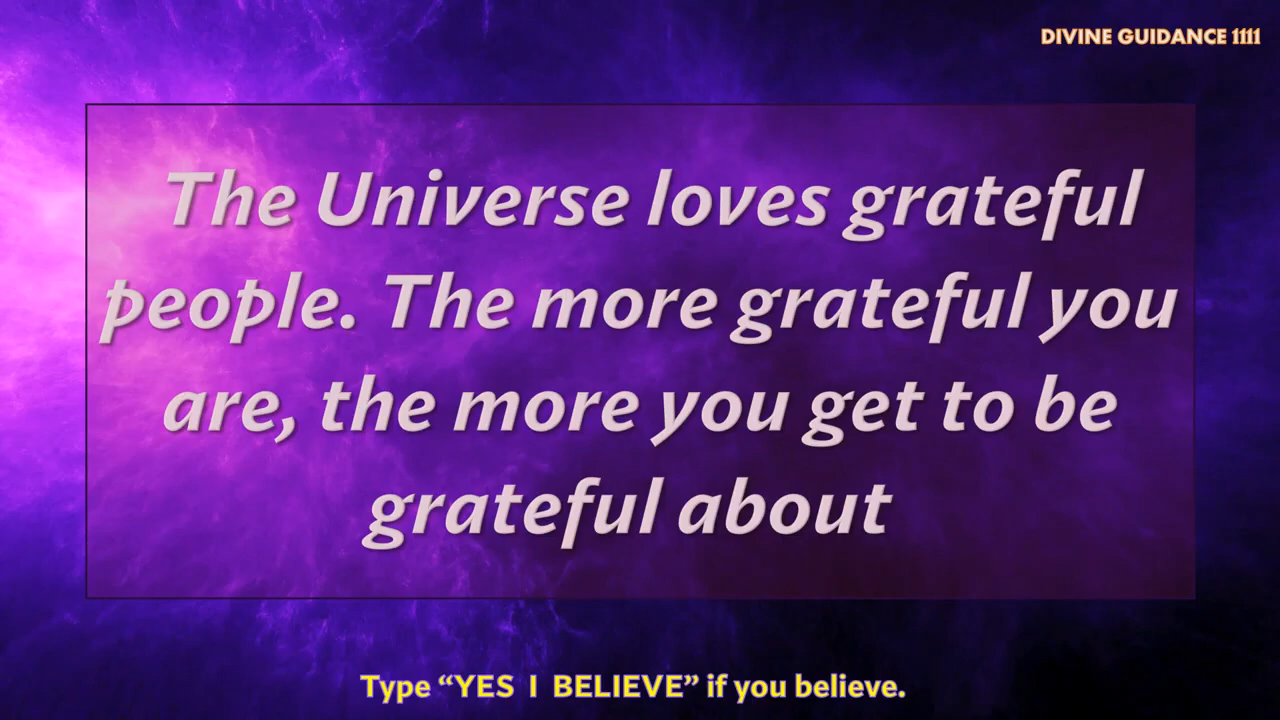 DIVINE GUIDANCE 1111
The Universe loves grateful
people. The more grateful you
are, the more you get to be
grateful about
Type “YES I BELIEVE” if you believe.